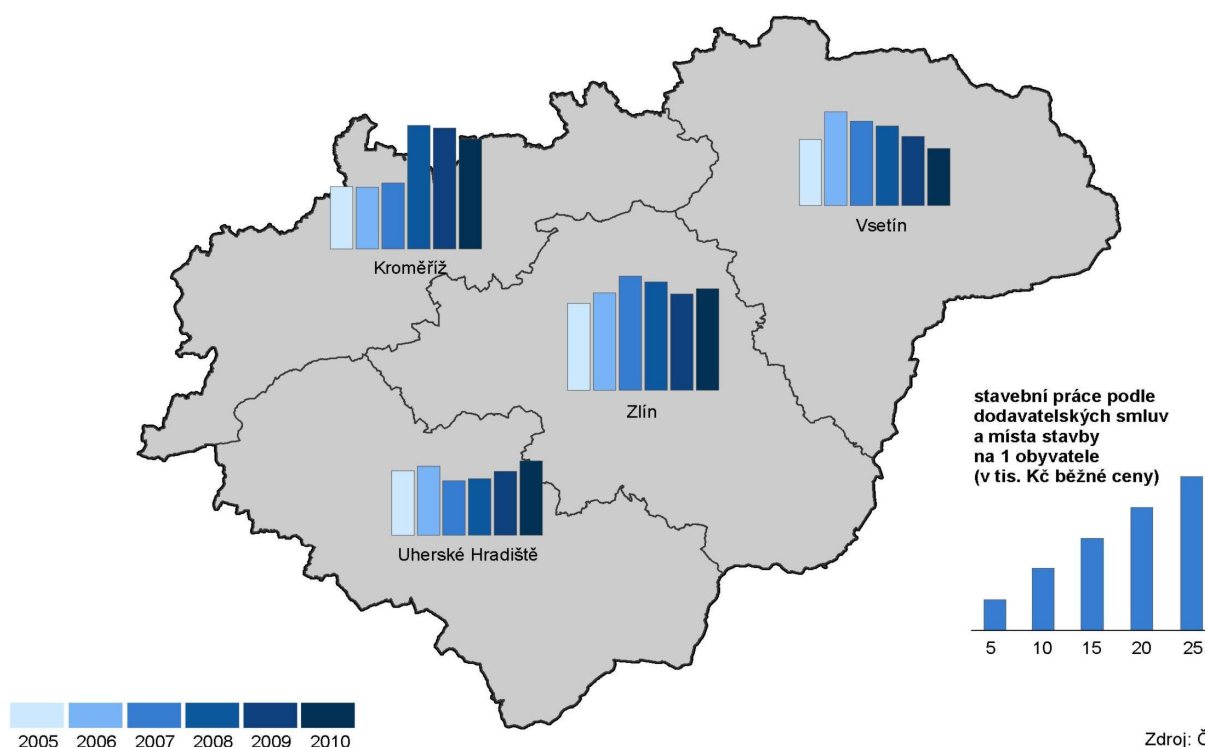 Vsetín
Kroměříž
Zlín
Uherské Hradiště
stavební práce podle
dodavatelských smluv
a místa stavby
na 1 obyvatele
(v tis. Kč běžné ceny)
5 10 15 20 25
2005 2006 2007 2008 2009 2010
Zdroj: Č